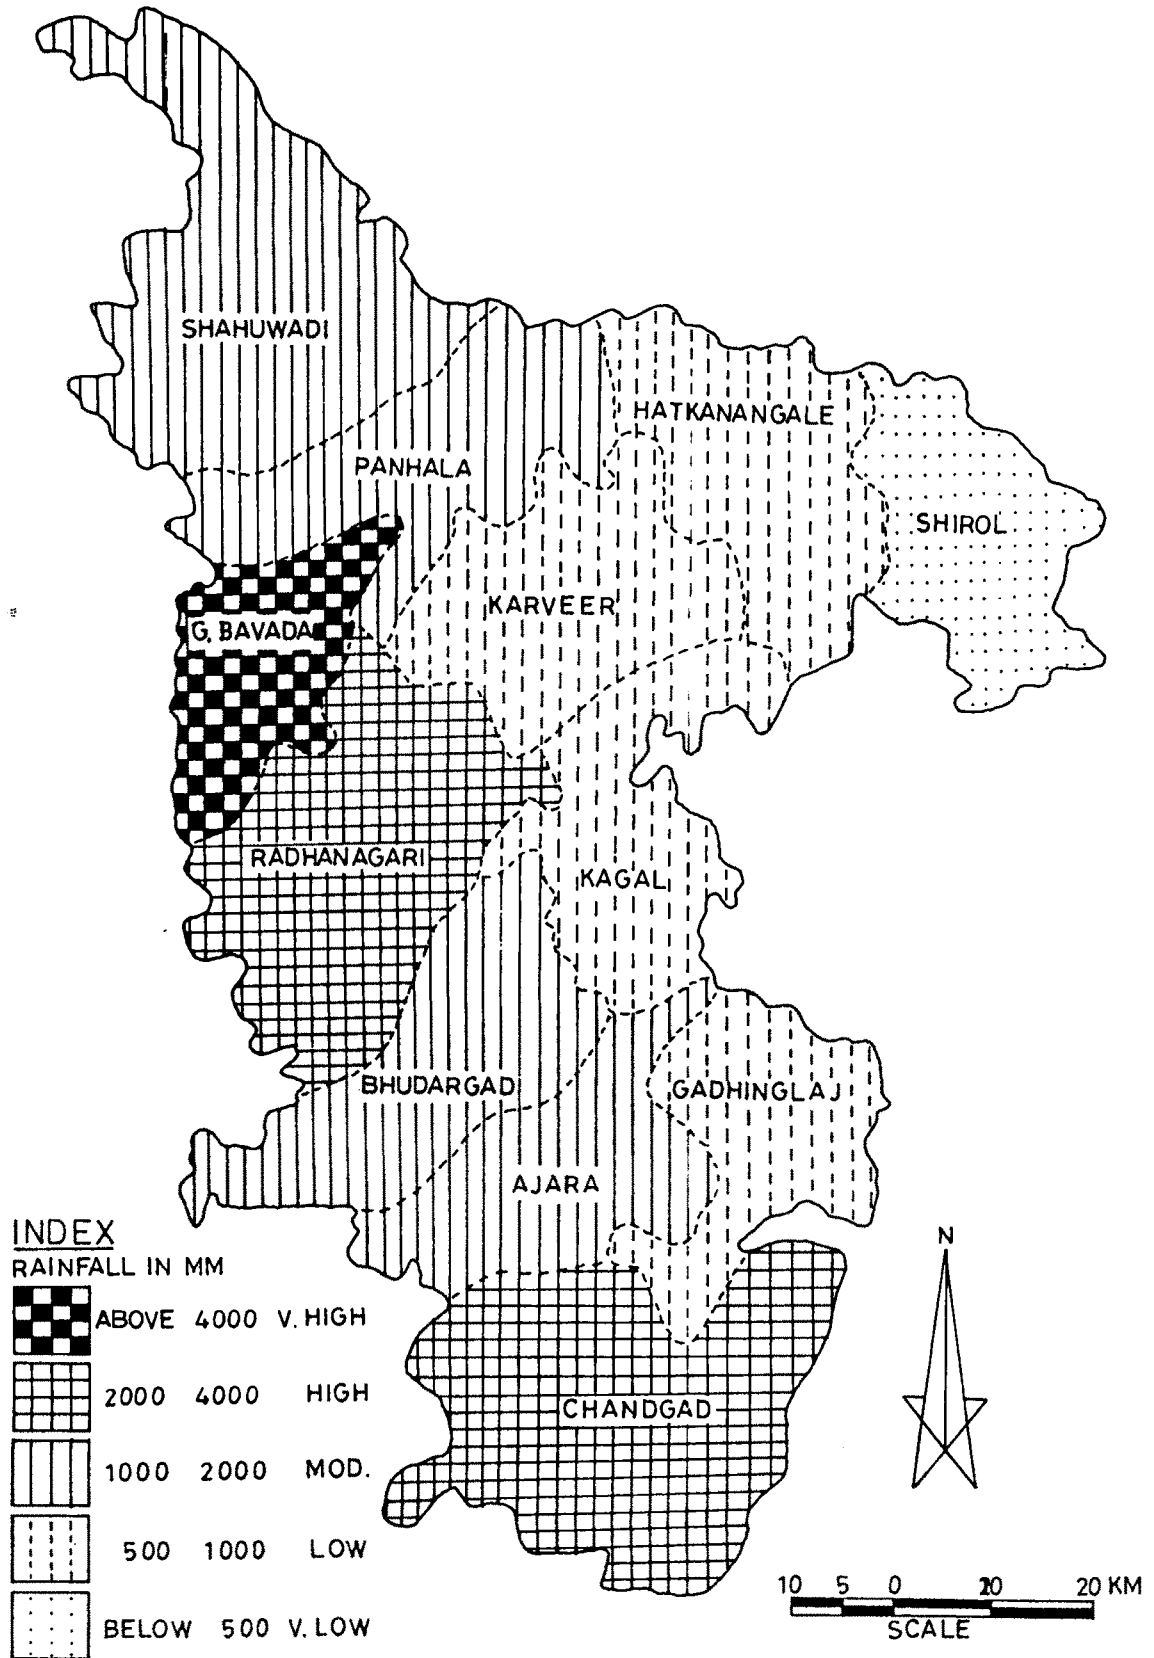 SHAHUWADI
HATKANANGALE
PANHALA
SHIROL
KARVEER
G. BAVADA
RADHANAGARI
KAGAL
BHUDARGAD
GADHINGLAJ
AJARA
CHANDGAD
N
INDEX
RAINFALL IN MM
ABOVE 4000 V. HIGH
2000 4000 HIGH
1000 2000 MOD.
500 1000 LOW
BELOW 500 V. LOW
10 5 0 10 20 KM
SCALE